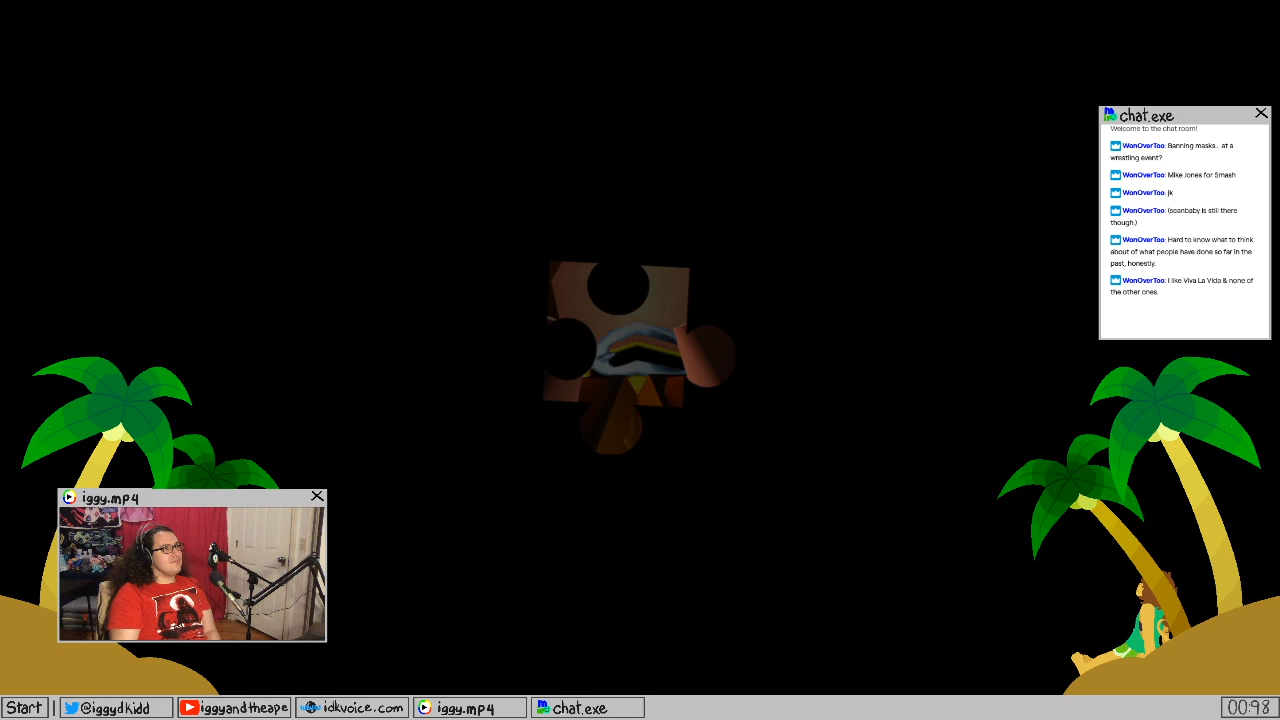 chat.exe
Welcome to the chat room!
WonOverToo: Banning masks... at a
wrestling event?
WonOverToo: Mike Jones for Smash
WonOverToo: jk
WonOverToo: (seanbaby is still there
though.)
WonOverToo: Hard to know what to think
about of what people have done so far in the
past, honestly.
WonOverToo: I like Viva La Vida & none of
the other ones.
iggy.mp4
Start | @iggydkidd iggyandtheape www idkvoice.com iggy.mp4 chat.exe 00:98